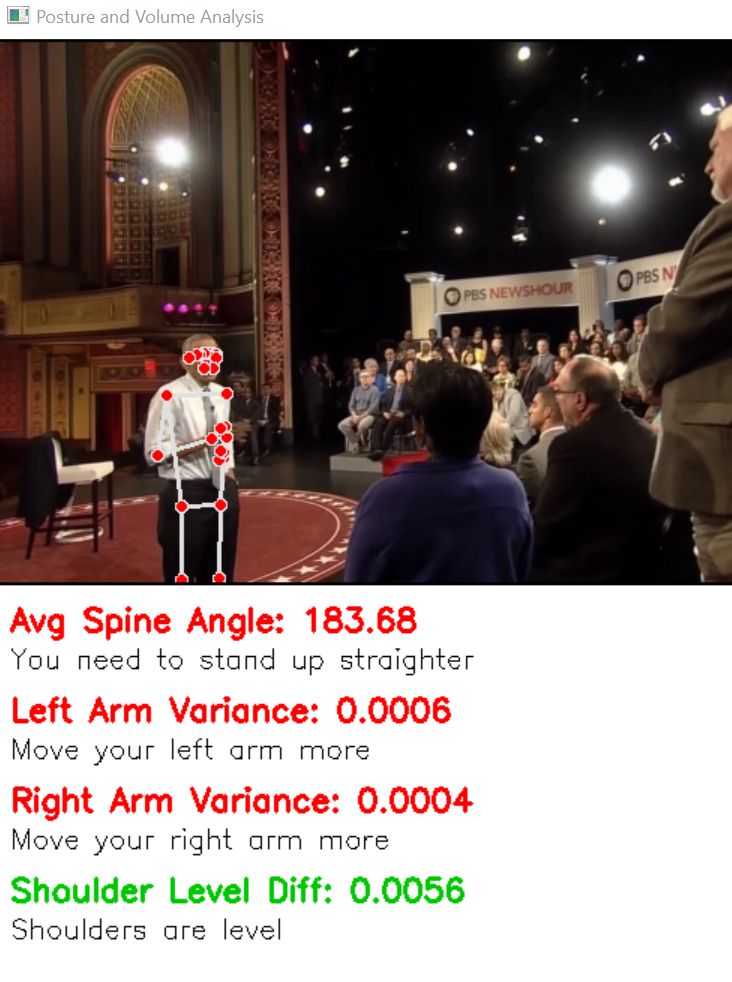 Posture and Volume Analysis
PBS NEWSHOUR
PBS N
Avg Spine Angle: 183.68
You need to stand up straighter
Left Arm Variance: 0.0006
Move your left arm more
Right Arm Variance: 0.0004
Move your right arm more
Shoulder Level Diff: 0.0056
Shoulders are level